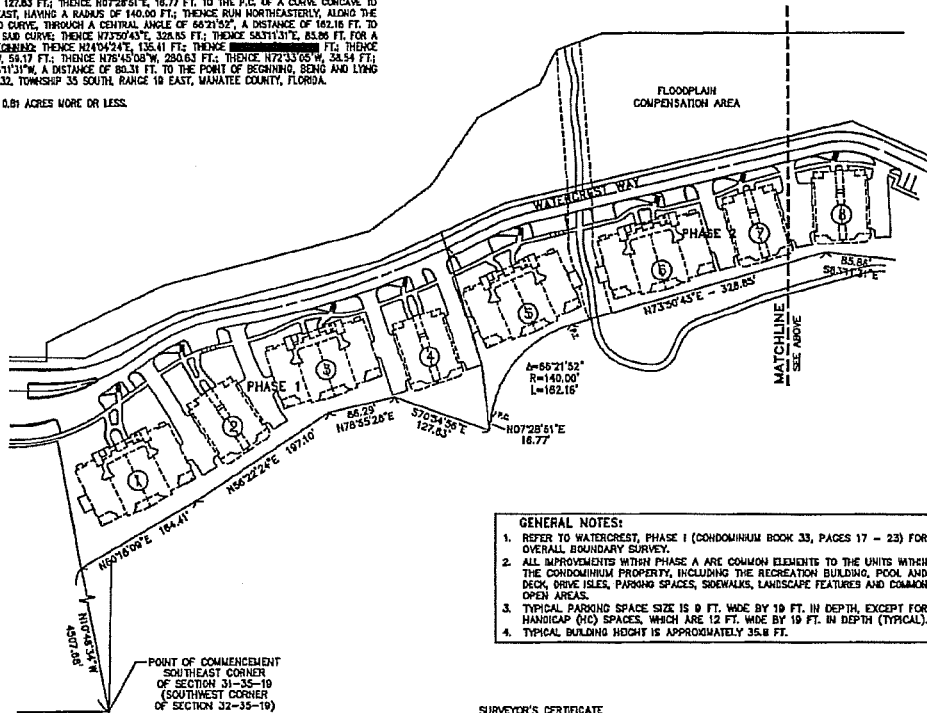 127.83 FT.; THENCE N07°28'51"E, 16.77 FT. TO THE P.C. OF A CURVE CONCAVE TO
EAST, HAVING A RADIUS OF 140.00 FT.; THENCE RUN NORTHEASTERLY, ALONG THE
CURVE, THROUGH A CENTRAL ANGLE OF 66°21'52", A DISTANCE OF 162.16 FT. TO
SAID CURVE; THENCE N73°50'43"E, 328.85 FT.; THENCE S83°11'31"E, 85.86 FT. FOR A
THENCE N24°04'24"E, 135.41 FT.; THENCE FT.; THENCE
59.17 FT.; THENCE N76°45'08"W, 280.63 FT.; THENCE N72°33'05"W, 38.54 FT.;
A DISTANCE OF 80.31 FT. TO THE POINT OF BEGINNING, BEING AND LYING
32, TOWNSHIP 35 SOUTH, RANGE 19 EAST, MANATEE COUNTY, FLORIDA.
0.81 ACRES MORE OR LESS.
FLOODPLAIN
COMPENSATION AREA
WATERCREST WAY
8
7
PHASE 2
6
5
85.86'
S83°11'31"E
N73°50'43"E - 328.85'
MATCHLINE
SEE ABOVE
4
3
PHASE 1
2
1
Δ=66°21'52"
R=140.00'
L=162.16'
P.T.
P.C.
N07°28'51"E
16.77'
86.29'
N78°55'28"E
S70°54'56"E
127.83'
N56°22'24"E 197.10'
N60°16'09"E 164.41'
N10°48'34"W
4507.08'
POINT OF COMMENCEMENT
SOUTHEAST CORNER
OF SECTION 31-35-19
(SOUTHWEST CORNER
OF SECTION 32-35-19)
GENERAL NOTES:
1. REFER TO WATERCREST, PHASE 1 (CONDOMINIUM BOOK 33, PAGES 17 - 23) FOR
OVERALL BOUNDARY SURVEY.
2. ALL IMPROVEMENTS WITHIN PHASE A ARE COMMON ELEMENTS TO THE UNITS WITHIN
THE CONDOMINIUM PROPERTY, INCLUDING THE RECREATION BUILDING, POOL AND
DECK, DRIVE ISLES, PARKING SPACES, SIDEWALKS, LANDSCAPE FEATURES AND COMMON
OPEN AREAS.
3. TYPICAL PARKING SPACE SIZE IS 9 FT. WIDE BY 19 FT. IN DEPTH, EXCEPT FOR
HANDICAP (HC) SPACES, WHICH ARE 12 FT. WIDE BY 19 FT. IN DEPTH (TYPICAL).
4. TYPICAL BUILDING HEIGHT IS APPROXIMATELY 35.8 FT.
SURVEYOR'S CERTIFICATE